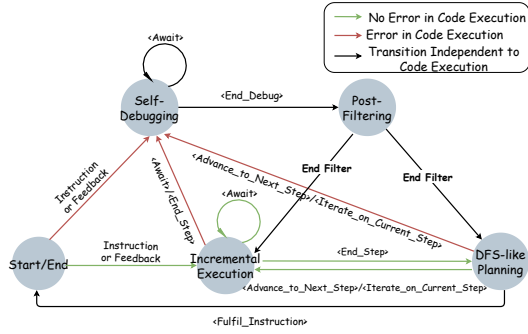 No Error in Code Execution
Error in Code Execution
Transition Independent to
Code Execution
<Await>
Self-
Debugging
<End_Debug>
Post-
Filtering
Instruction
or Feedback
<Await>/<End_Step>
<Advance_to_Next_Step>/<Iterate_on_Current_Step>
End Filter
End Filter
<Await>
Start/End
Instruction
or Feedback
Incremental
Execution
<End_Step>
<Advance_to_Next_Step>/<Iterate_on_Current_Step>
DFS-like
Planning
<Fulfil_Instruction>